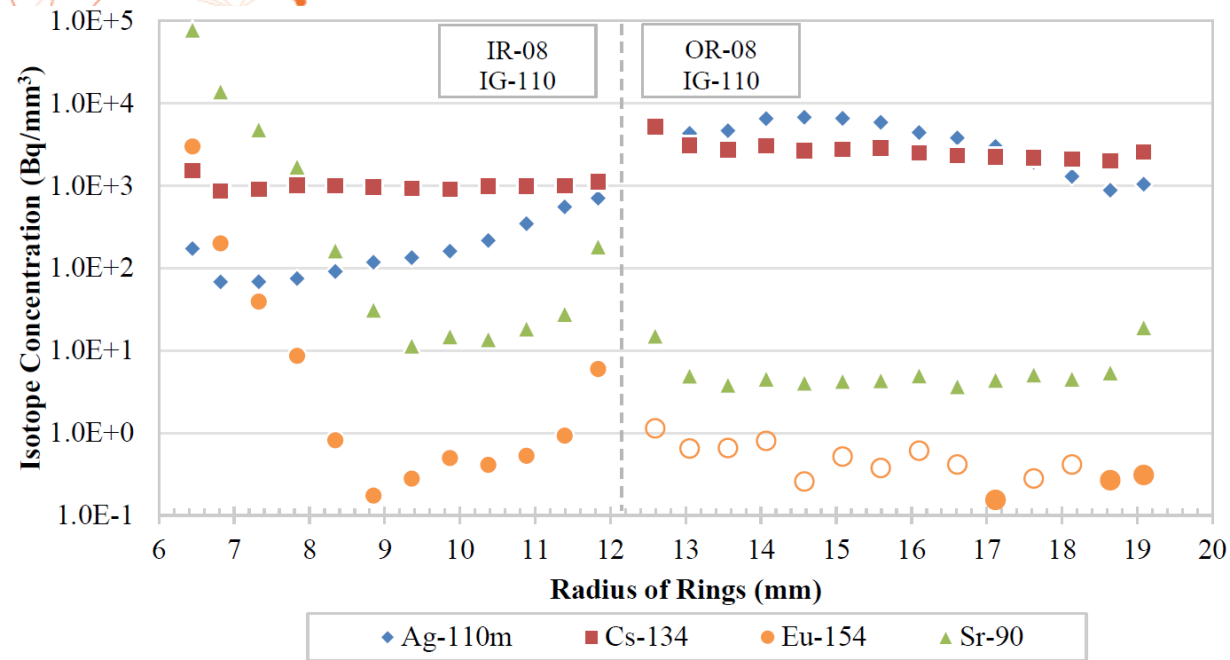 1.0E+5
1.0E+4
1.0E+3
1.0E+2
1.0E+1
1.0E+0
1.0E-1
Isotope Concentration (Bq/mm³)
IR-08
IG-110
OR-08
IG-110
6 7 8 9 10 11 12 13 14 15 16 17 18 19 20
Radius of Rings (mm)
Ag-110m Cs-134 Eu-154 Sr-90